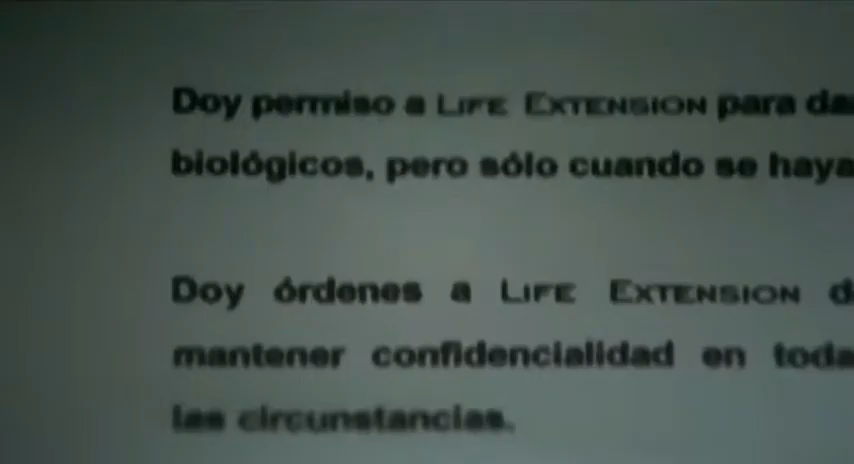 Doy permiso a LIFE EXTENSION para
biológicos, pero sólo cuando se haya
Doy órdenes a LIFE EXTENSION
mantener confidencialidad en toda
las circunstancias.